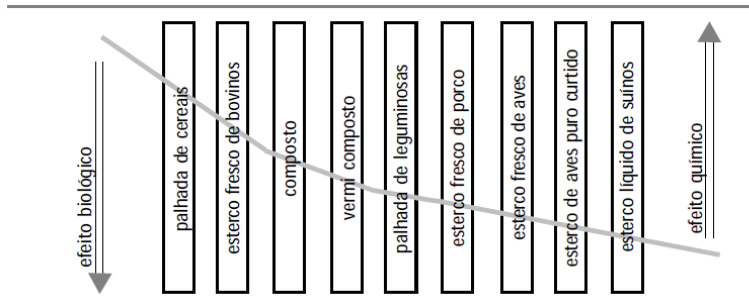 efeito biológico
palhada de cereais
esterco fresco de bovinos
composto
vermi composto
palhada de leguminosas
esterco fresco de porco
esterco fresco de aves
esterco de aves puro curtido
esterco líquido de suínos
efeito químico